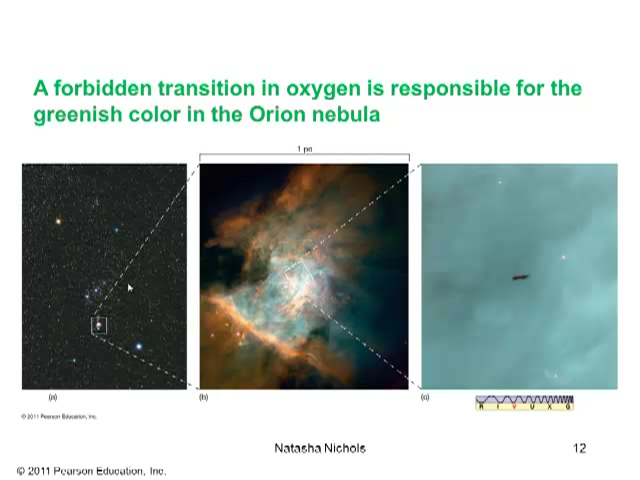 A forbidden transition in oxygen is responsible for the
greenish color in the Orion nebula
1 pc
(a)
(b)
(c)
R I V U X G
© 2011 Pearson Education, Inc.
Natasha Nichols
12
© 2011 Pearson Education, Inc.